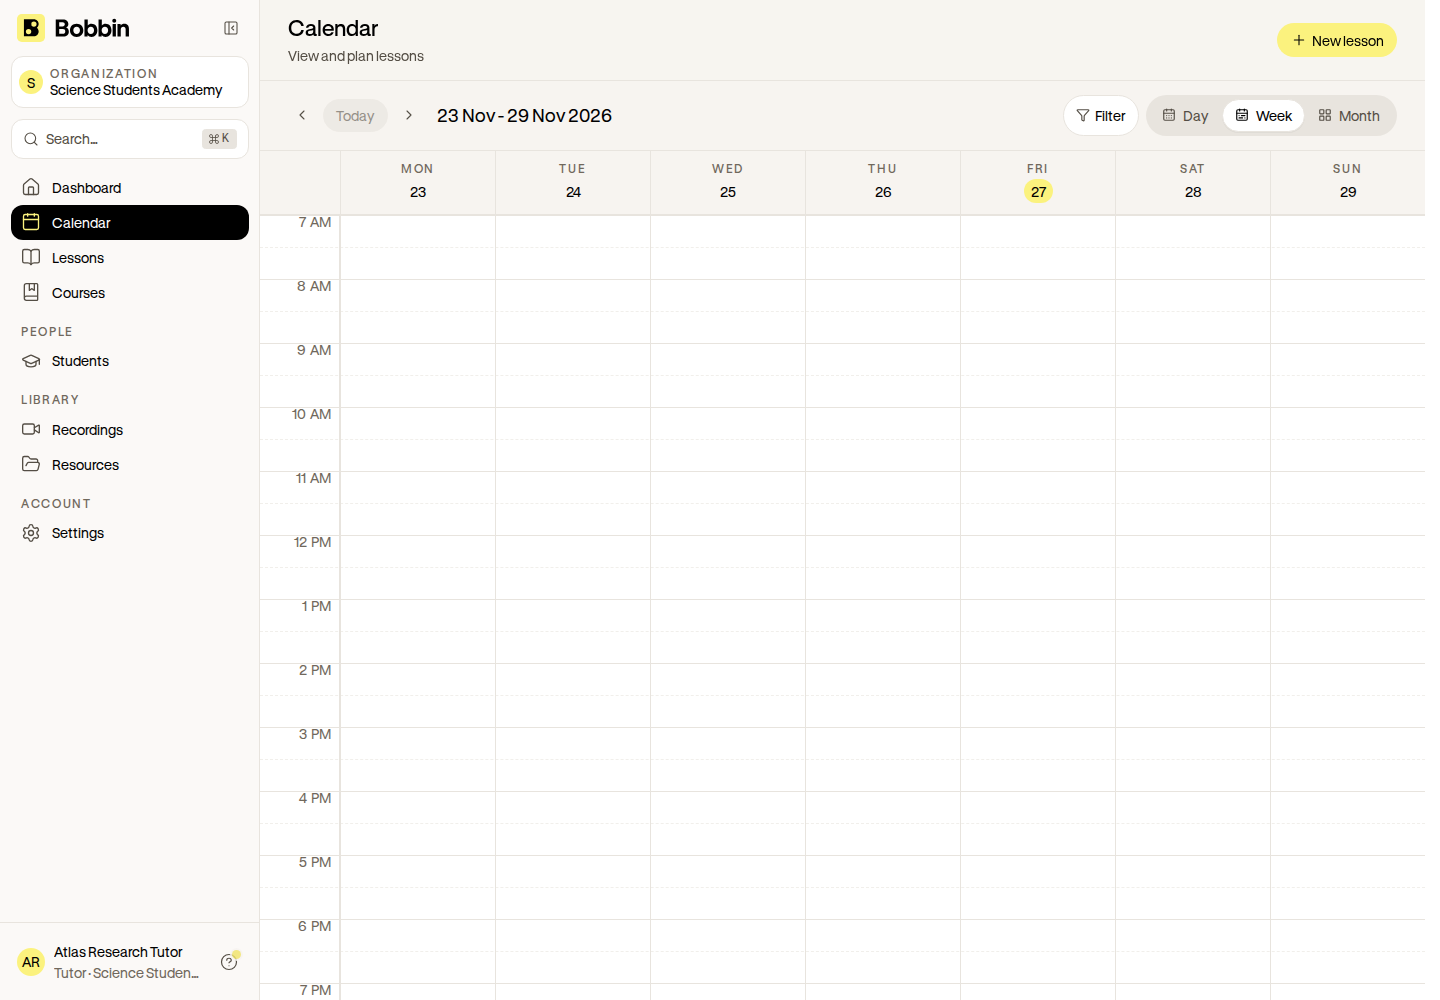 Bobbin
ORGANIZATION
S
Science Students Academy
Search...
⌘ K
Dashboard
Calendar
Lessons
Courses
PEOPLE
Students
LIBRARY
Recordings
Resources
ACCOUNT
Settings
AR
Atlas Research Tutor
Tutor · Science Studen...
Calendar
View and plan lessons
New lesson
Today
23 Nov - 29 Nov 2026
Filter
Day
Week
Month
MON
23
TUE
24
WED
25
THU
26
FRI
27
SAT
28
SUN
29
7 AM
8 AM
9 AM
10 AM
11 AM
12 PM
1 PM
2 PM
3 PM
4 PM
5 PM
6 PM
7 PM